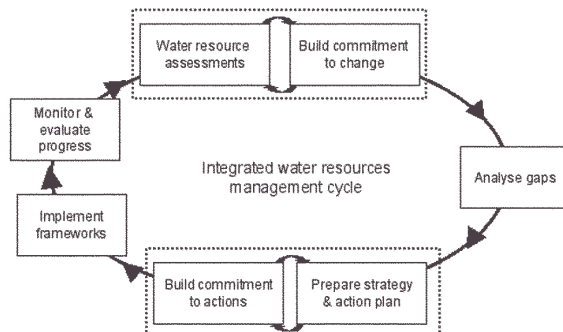 Water resource
assessments
Build commitment
to change
Monitor &
evaluate
progress
Integrated water resources
management cycle
Analyse gaps
Implement
frameworks
Build commitment
to actions
Prepare strategy
& action plan